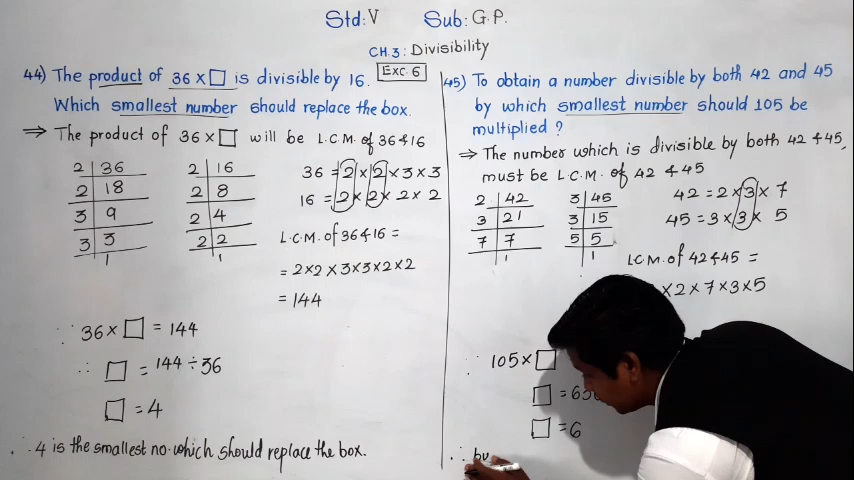 Std: V Sub: G.P.
CH.3: Divisibility
Exc. 6
44) The product of 36 × □ is divisible by 16.
Which smallest number should replace the box.
⇒ The product of 36 × □ will be L.C.M. of 36 & 16
2 | 36
2 | 18
3 | 9
3 | 3
1
2 | 16
2 | 8
2 | 4
2 | 2
1
36 = 2 × 2 × 3 × 3
16 = 2 × 2 × 2 × 2
L.C.M. of 36 & 16 =
= 2×2 × 3×3×2×2
= 144
∴ 36 × □ = 144
∴ □ = 144 ÷ 36
□ = 4
∴ 4 is the smallest no. which should replace the box.
45) To obtain a number divisible by both 42 and 45
by which smallest number should 105 be
multiplied ?
⇒ The number which is divisible by both 42 & 45,
must be L.C.M. of 42 & 45
2 | 42
3 | 21
7 | 7
1
3 | 45
3 | 15
5 | 5
1
42 = 2 × 3 × 7
45 = 3 × 3 × 5
L.C.M. of 42 & 45 =
× 2 × 7 × 3 × 5
∴ 105 × □
□ = 630
□ = 6
∴ by